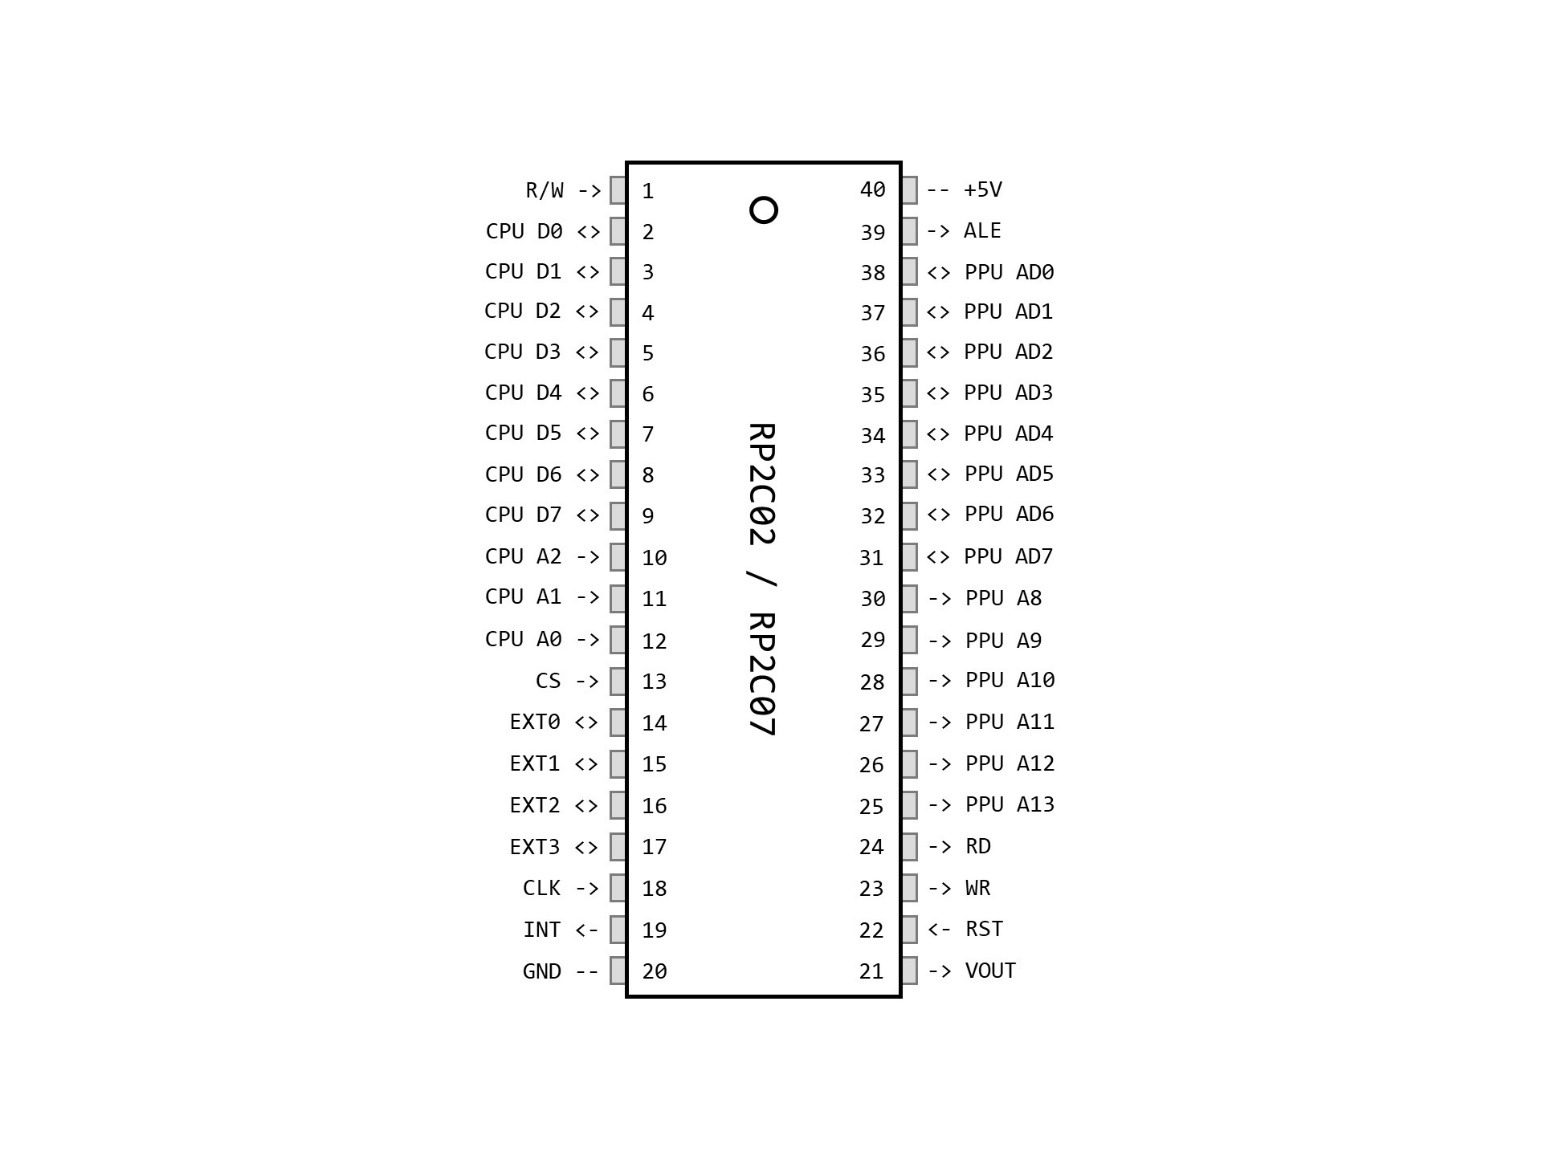 R/W -> 1 40 -- +5V
CPU D0 <> 2 39 -> ALE
CPU D1 <> 3 38 <> PPU AD0
CPU D2 <> 4 37 <> PPU AD1
CPU D3 <> 5 36 <> PPU AD2
CPU D4 <> 6 35 <> PPU AD3
CPU D5 <> 7 34 <> PPU AD4
CPU D6 <> 8 33 <> PPU AD5
CPU D7 <> 9 32 <> PPU AD6
CPU A2 -> 10 31 <> PPU AD7
CPU A1 -> 11 30 -> PPU A8
CPU A0 -> 12 29 -> PPU A9
CS -> 13 28 -> PPU A10
EXT0 <> 14 27 -> PPU A11
EXT1 <> 15 26 -> PPU A12
EXT2 <> 16 25 -> PPU A13
EXT3 <> 17 24 -> RD
CLK -> 18 23 -> WR
INT <- 19 22 <- RST
GND -- 20 21 -> VOUT
RP2C02 / RP2C07